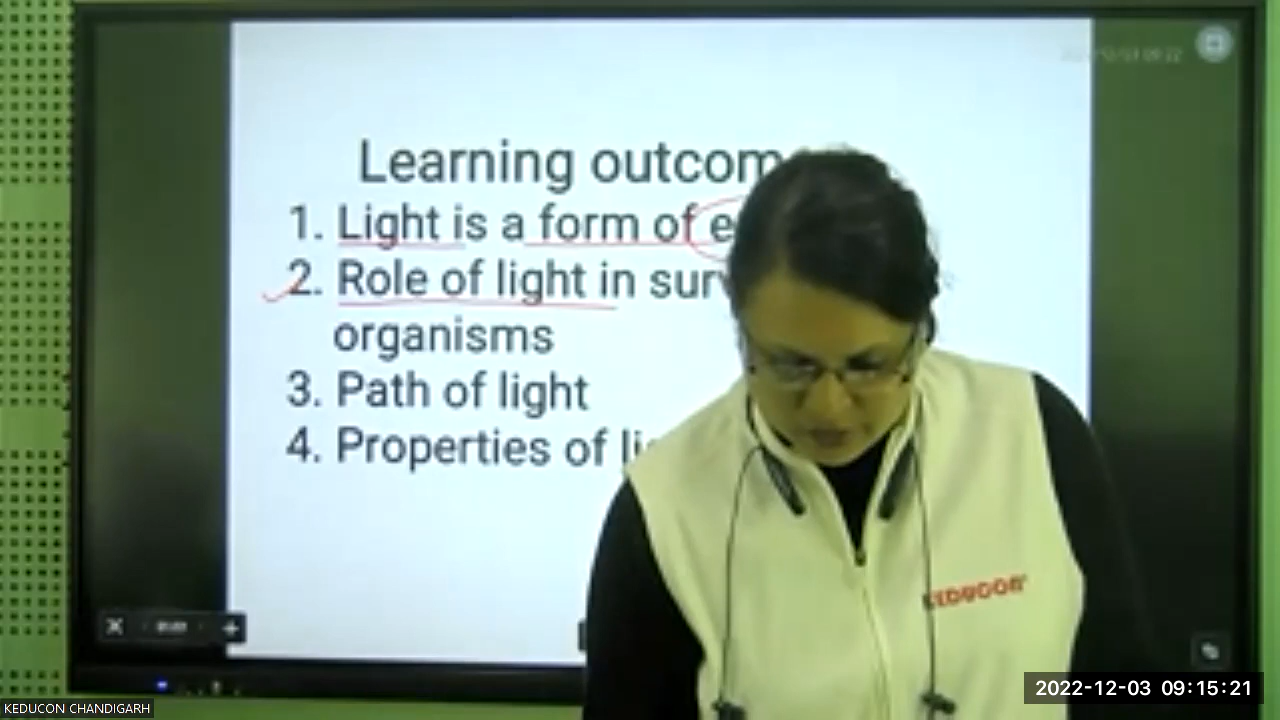 Learning outcom
1. Light is a form of e
2. Role of light in surv
organisms
3. Path of light
4. Properties of li
KEDUCON
KEDUCON CHANDIGARH
2022-12-03 09:15:21